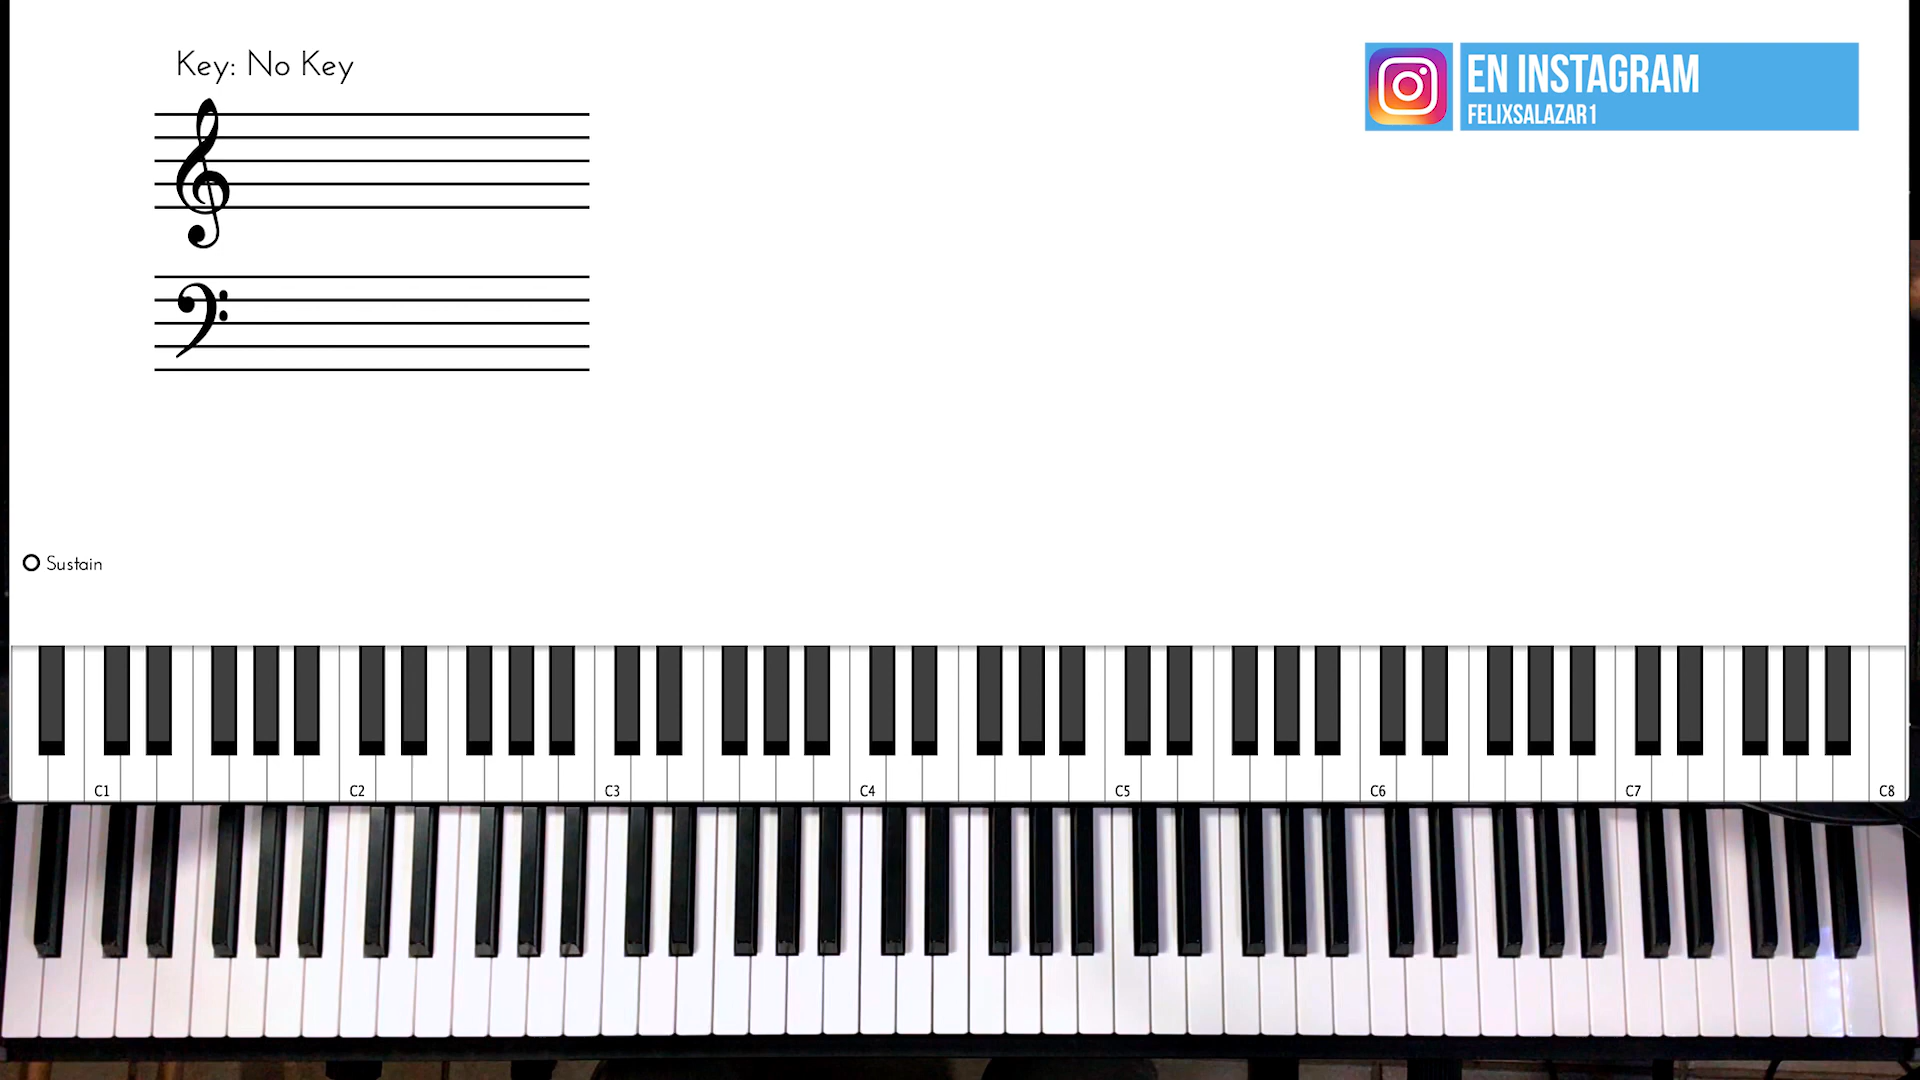 Key: No Key
EN INSTAGRAM
FELIXSALAZAR1
Sustain
C1 C2 C3 C4 C5 C6 C7 C8